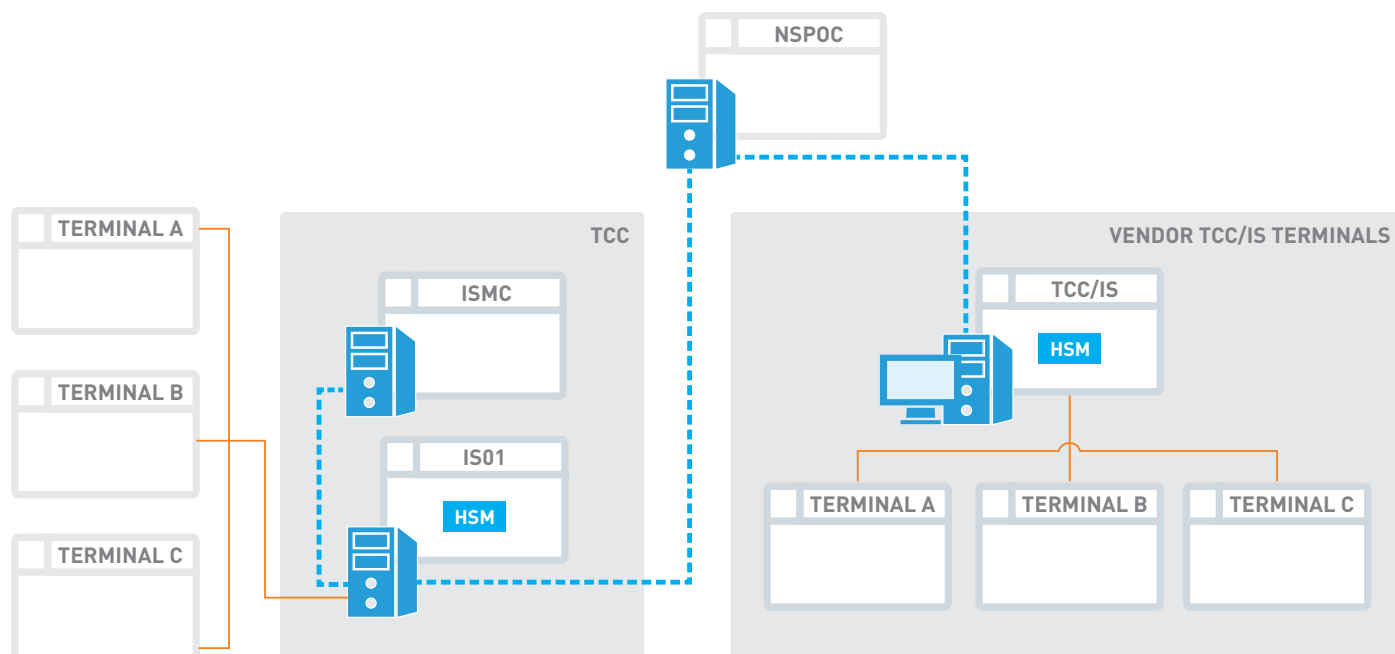 NSPOC
TERMINAL A
TERMINAL B
TERMINAL C
TCC
ISMC
IS01
HSM
VENDOR TCC/IS TERMINALS
TCC/IS
HSM
TERMINAL A
TERMINAL B
TERMINAL C